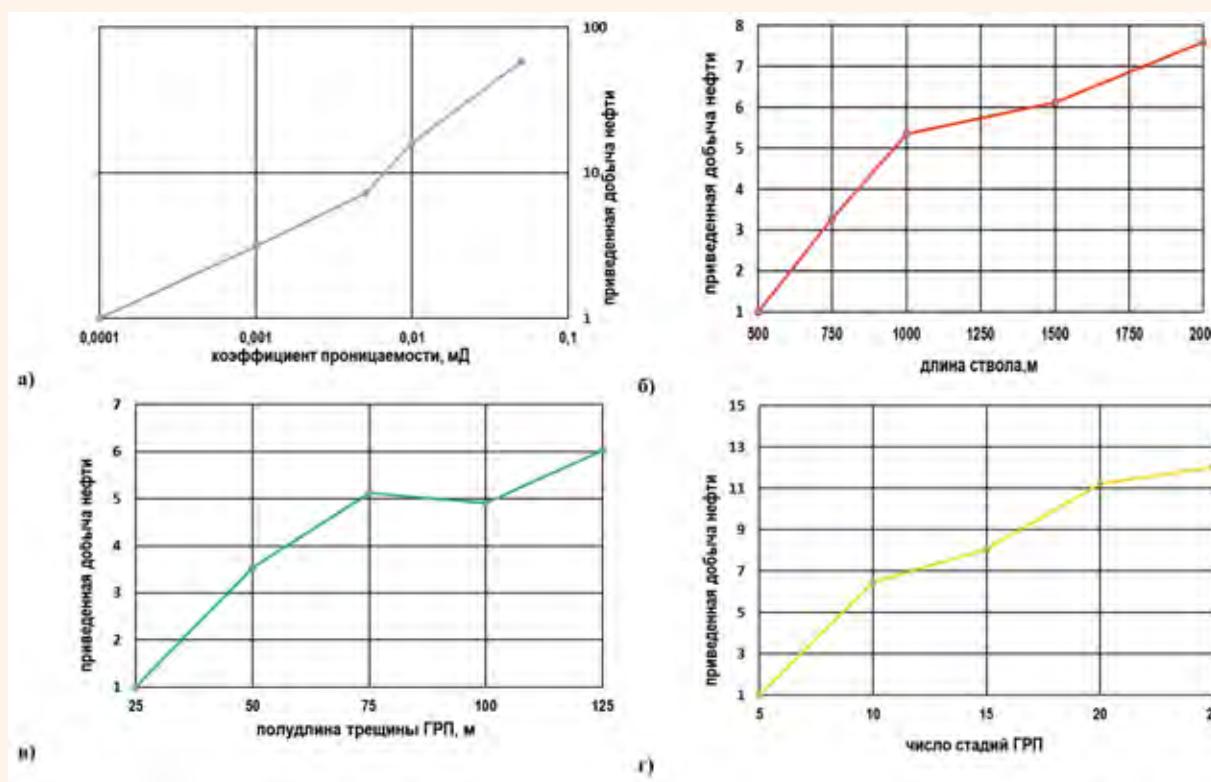 100
10
1
приведенная добыча нефти
0,0001 0,001 0,01 0,1
коэффициент проницаемости, мД
а)
8
7
6
5
4
3
2
1
приведенная добыча нефти
500 750 1000 1250 1500 1750 200
длина ствола,м
б)
7
6
5
4
3
2
1
приведенная добыча нефти
25 50 75 100 125
полудлина трещины ГРП, м
в)
15
13
11
9
7
5
3
1
приведенная добыча нефти
5 10 15 20 2
число стадий ГРП
г)